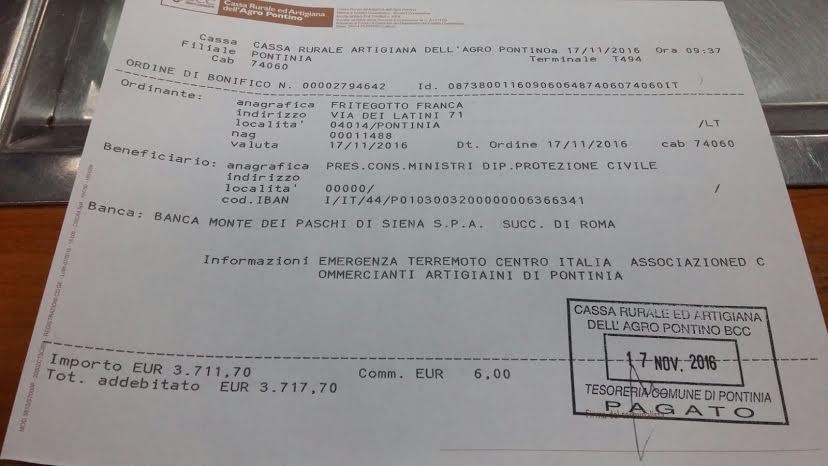 Cassa Rurale ed Artigiana
dell'Agro Pontino
Cassa CASSA RURALE ARTIGIANA DELL'AGRO PONTINOa 17/11/2016 Ora 09:37
Filiale PONTINIA Terminale T494
Cab 74060
ORDINE DI BONIFICO N. 00002794642 Id. 0873800116090606487406074060IT
Ordinante:
anagrafica FRITEGOTTO FRANCA
indirizzo VIA DEI LATINI 71
localita' 04014/PONTINIA /LT
nag 00011488
valuta 17/11/2016 Dt. Ordine 17/11/2016 cab 74060
Beneficiario: anagrafica PRES.CONS.MINISTRI DIP.PROTEZIONE CIVILE
indirizzo
localita' 00000/ /
cod.IBAN I/IT/44/P0103003200000006366341
Banca: BANCA MONTE DEI PASCHI DI SIENA S.P.A. SUCC. DI ROMA
Informazioni EMERGENZA TERREMOTO CENTRO ITALIA ASSOCIAZIONED C
OMMERCIANTI ARTIGIAINI DI PONTINIA
Importo EUR 3.711,70 Comm. EUR 6,00
Tot. addebitato EUR 3.717,70
CASSA RURALE ED ARTIGIANA
DELL'AGRO PONTINO BCC
17 NOV. 2016
TESORERIA COMUNE DI PONTINIA
PAGATO